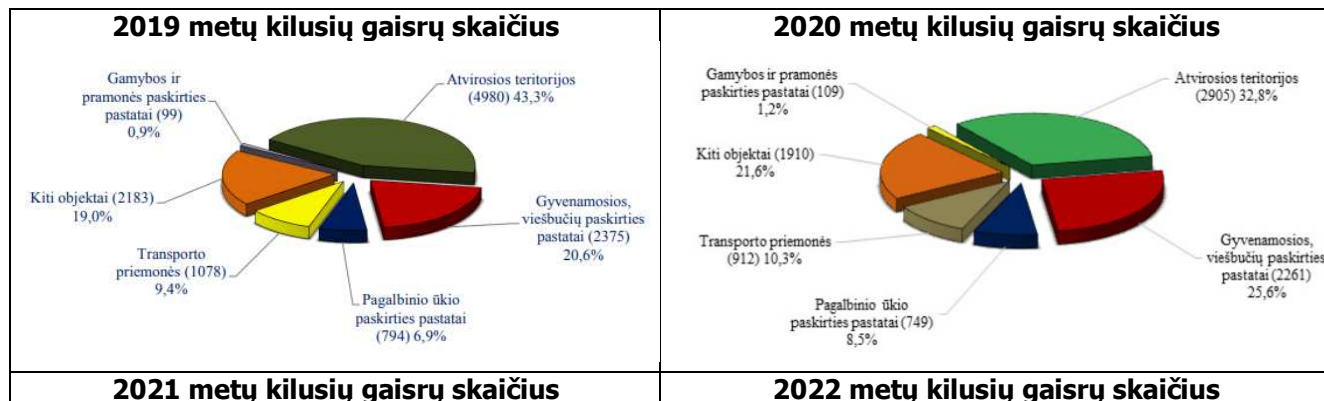 2019 metų kilusių gaisrų skaičius
Gamybos ir
pramonės paskirties
pastatai (99)
0,9%
Atvirosios teritorijos
(4980) 43,3%
Kiti objektai (2183)
19,0%
Gyvenamosios,
viešbučių paskirties
pastatai (2375)
20,6%
Transporto
priemonės (1078)
9,4%
Pagalbinio ūkio
paskirties pastatai
(794) 6,9%
2020 metų kilusių gaisrų skaičius
Gamybos ir pramonės
paskirties pastatai (109)
1,2%
Atvirosios teritorijos
(2905) 32,8%
Kiti objektai (1910)
21,6%
Transporto priemonės
(912) 10,3%
Gyvenamosios,
viešbučių paskirties
pastatai (2261)
25,6%
Pagalbinio ūkio
paskirties pastatai (749)
8,5%
2021 metų kilusių gaisrų skaičius
2022 metų kilusių gaisrų skaičius